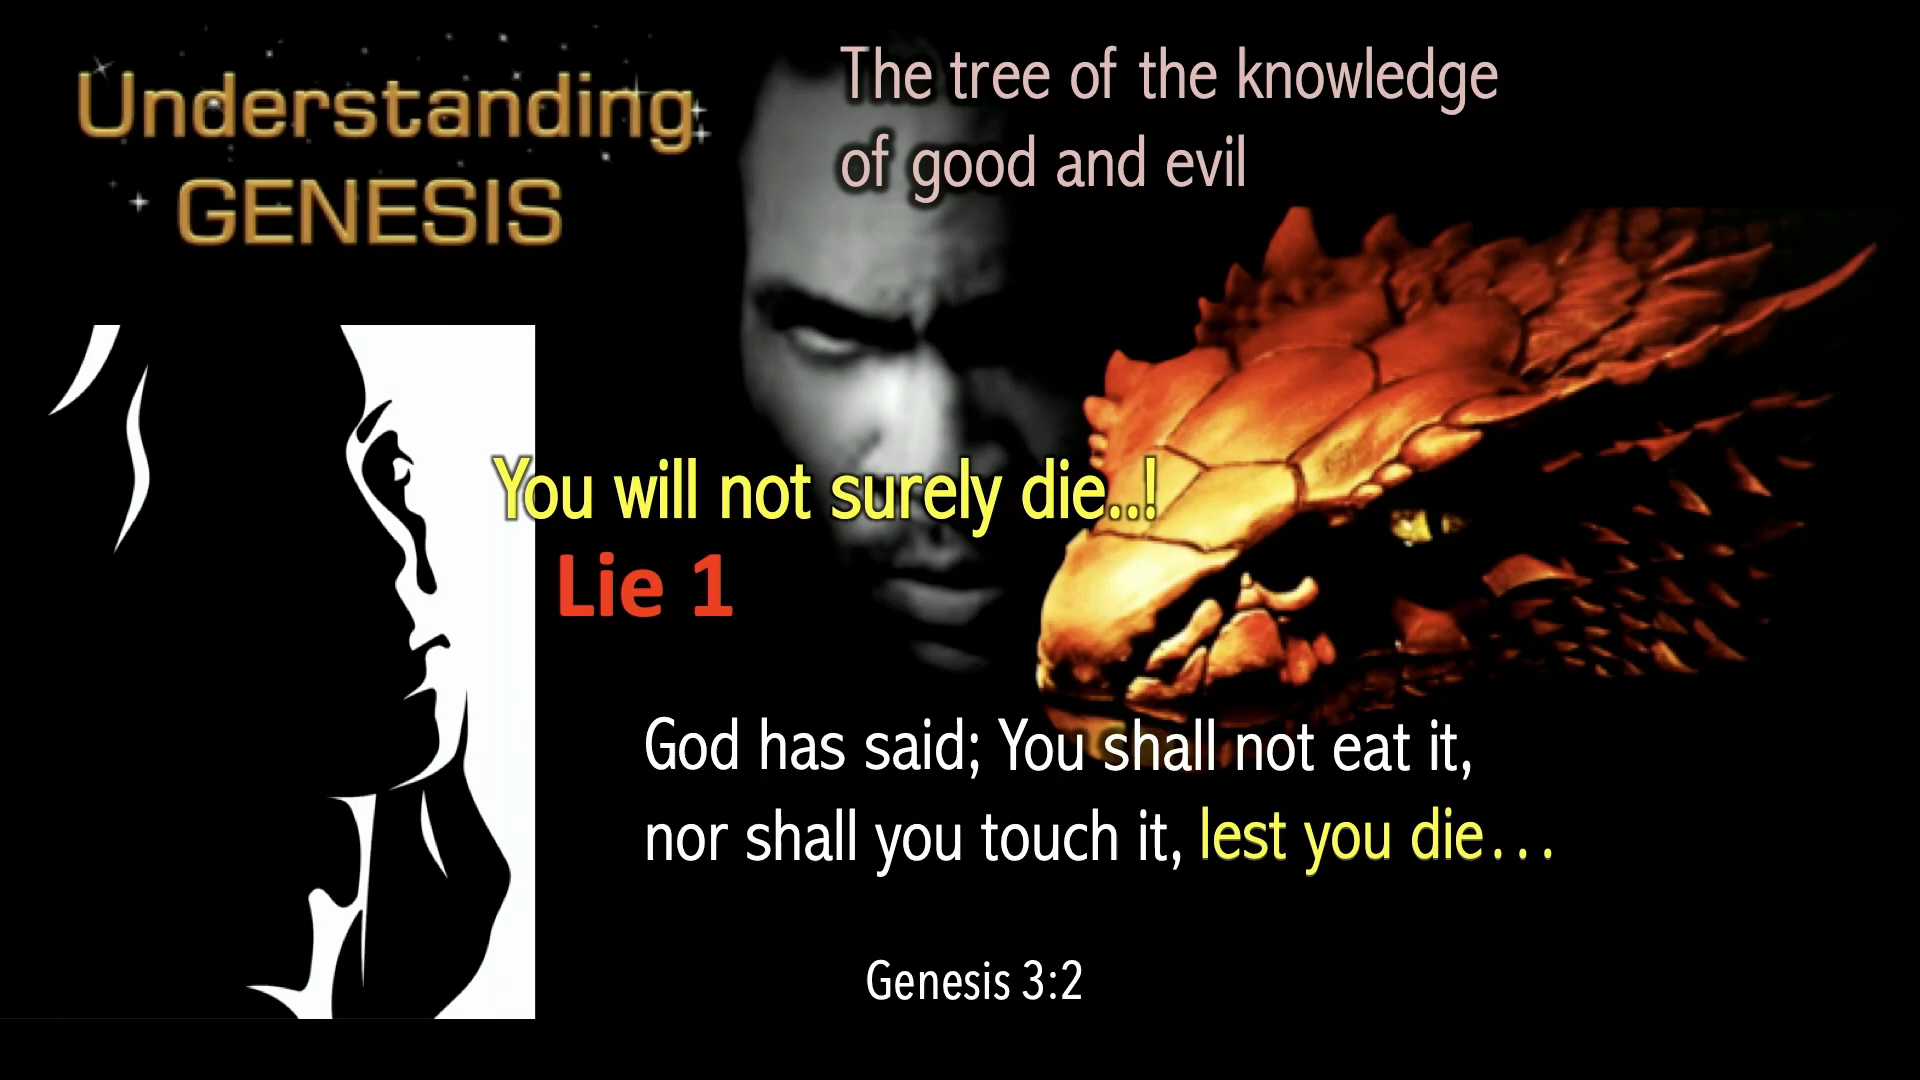 Understanding
GENESIS
The tree of the knowledge
of good and evil
You will not surely die..!
Lie 1
God has said; You shall not eat it,
nor shall you touch it, lest you die...
Genesis 3:2